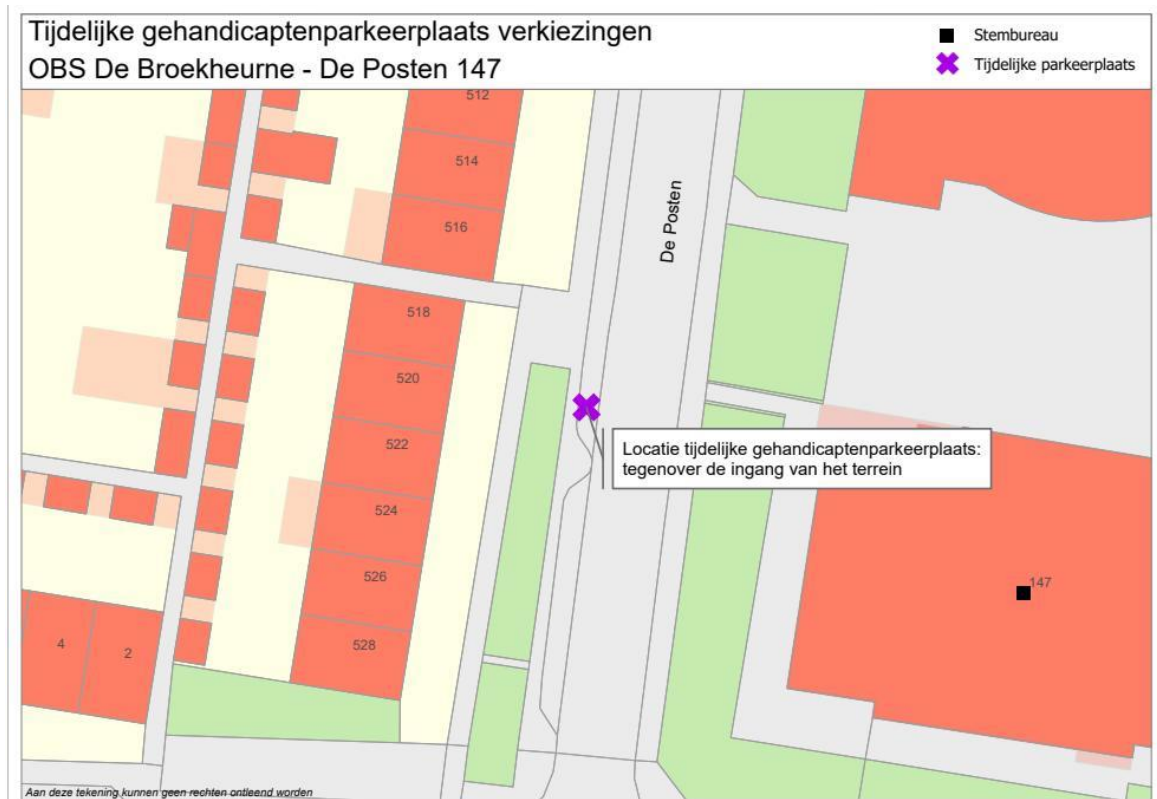 Tijdelijke gehandicaptenparkeerplaats verkiezingen
OBS De Broekheurne - De Posten 147
Stembureau
Tijdelijke parkeerplaats
512
514
516
De Posten
518
520
522
524
526
528
Locatie tijdelijke gehandicaptenparkeerplaats:
tegenover de ingang van het terrein
147
4
2
Aan deze tekening kunnen geen rechten ontleend worden